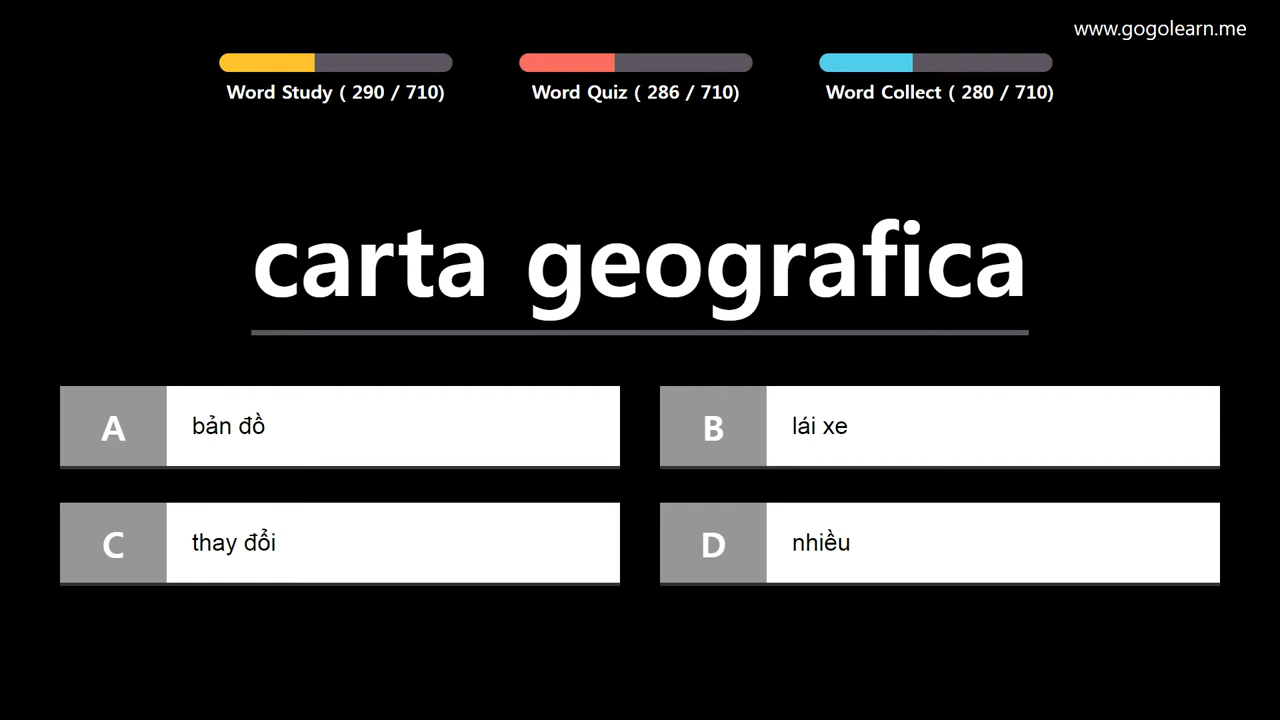 www.gogolearn.me
Word Study ( 290 / 710)
Word Quiz ( 286 / 710)
Word Collect ( 280 / 710)
carta geografica
A bản đồ
B lái xe
C thay đổi
D nhiều